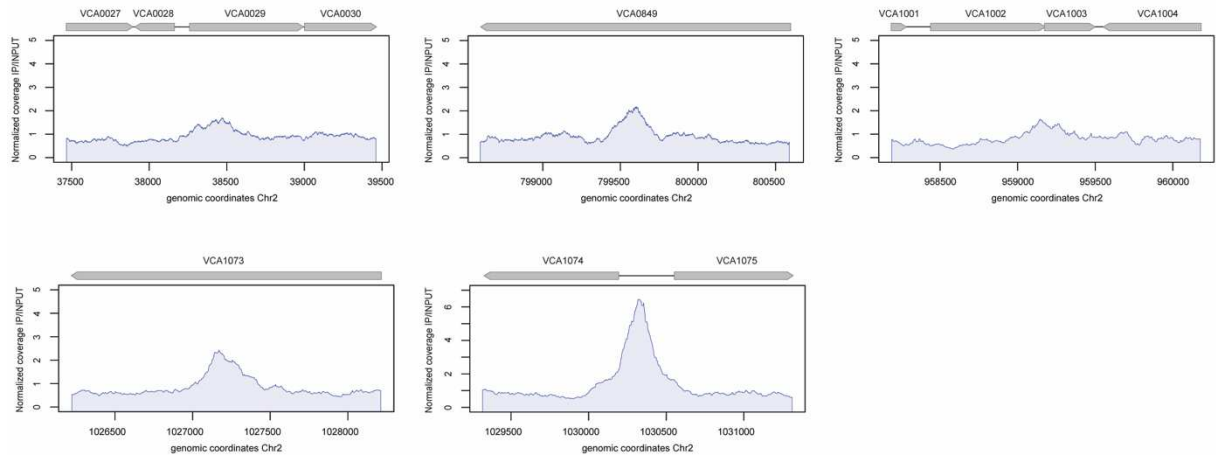 VCA0027 VCA0028 VCA0029 VCA0030
Normalized coverage IP/INPUT
5
4
3
2
1
0
37500 38000 38500 39000 39500
genomic coordinates Chr2
VCA0849
Normalized coverage IP/INPUT
5
4
3
2
1
0
799000 799500 800000 800500
genomic coordinates Chr2
VCA1001 VCA1002 VCA1003 VCA1004
Normalized coverage IP/INPUT
5
4
3
2
1
0
958500 959000 959500 960000
genomic coordinates Chr2
VCA1073
Normalized coverage IP/INPUT
5
4
3
2
1
0
1026500 1027000 1027500 1028000
genomic coordinates Chr2
VCA1074 VCA1075
Normalized coverage IP/INPUT
6
4
2
0
1029500 1030000 1030500 1031000
genomic coordinates Chr2